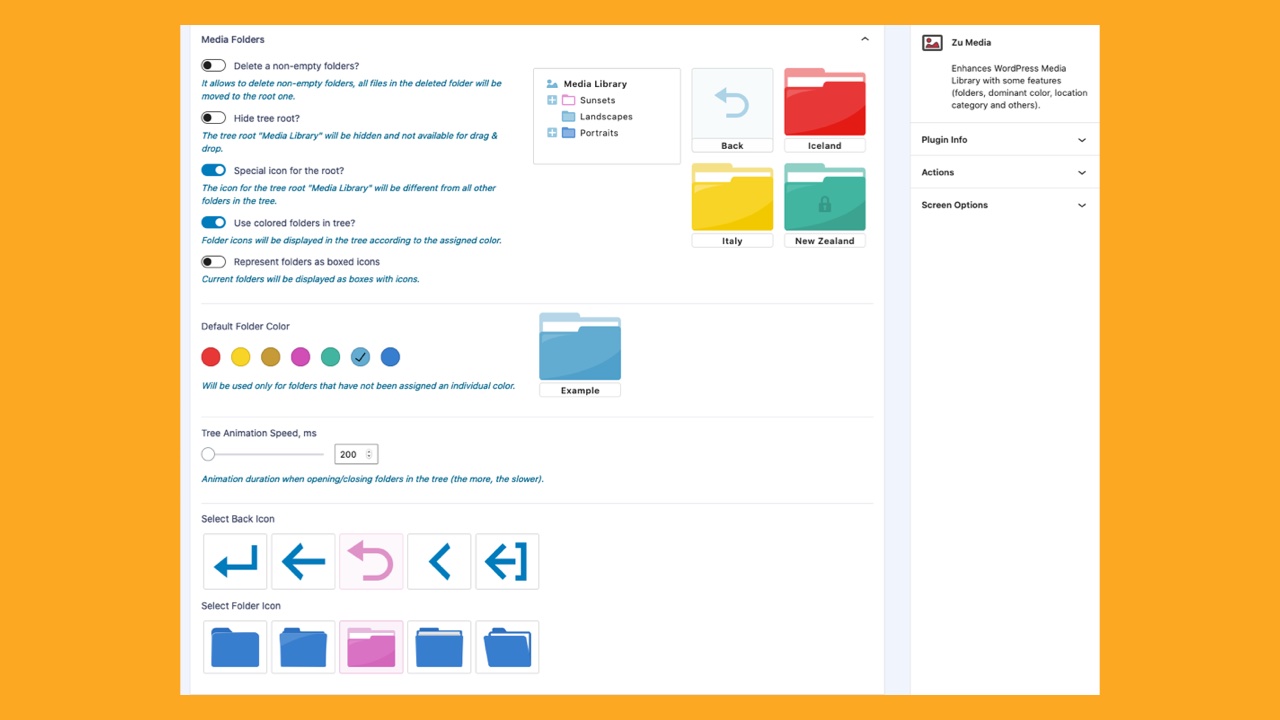 Media Folders
Delete a non-empty folders?
It allows to delete non-empty folders, all files in the deleted folder will be
moved to the root one.
Hide tree root?
The tree root "Media Library" will be hidden and not available for drag &
drop.
Special icon for the root?
The icon for the tree root "Media Library" will be different from all other
folders in the tree.
Use colored folders in tree?
Folder icons will be displayed in the tree according to the assigned color.
Represent folders as boxed icons
Current folders will be displayed as boxes with icons.
Media Library
Sunsets
Landscapes
Portraits
Back
Iceland
Italy
New Zealand
Default Folder Color
Will be used only for folders that have not been assigned an individual color.
Example
Tree Animation Speed, ms
200
Animation duration when opening/closing folders in the tree (the more, the slower).
Select Back Icon
Select Folder Icon
Zu Media
Enhances WordPress Media
Library with some features
(folders, dominant color, location
category and others).
Plugin Info
Actions
Screen Options